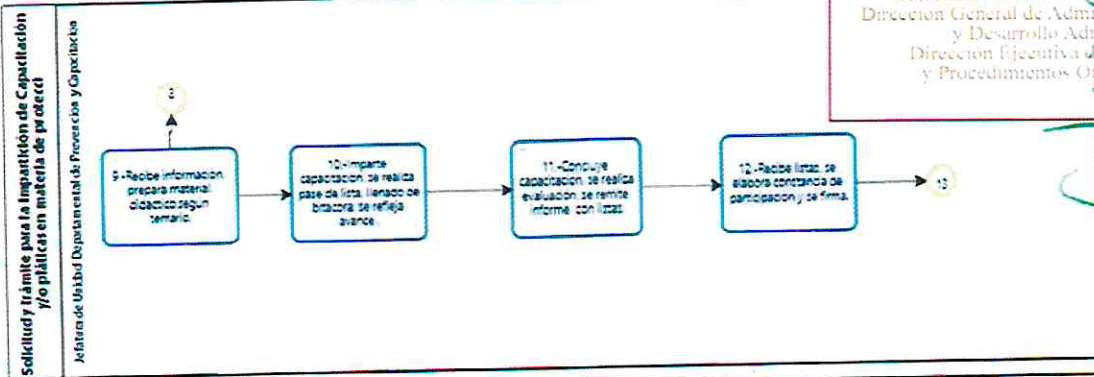 Solicitud y trámite para la Impartición de Capacitación
y/o pláticas en materia de protecci
Jefatura de Unidad Departamental de Prevención y Capacitación
Dirección General de Admi
y Desarrollo Adi
Dirección Ejecutiva d
y Procedimientos O
9.-Recibe información,
prepara material
didáctico según
temario.
10.-Imparte
capacitación, se realiza
pase de lista, llenado de
bitácora, se refleja
avance.
11.-Concluye
capacitación, se realiza
evaluación, se remite
informe, con listas.
12.-Recibe listas, se
elabora constancia de
participación y se firma.
13